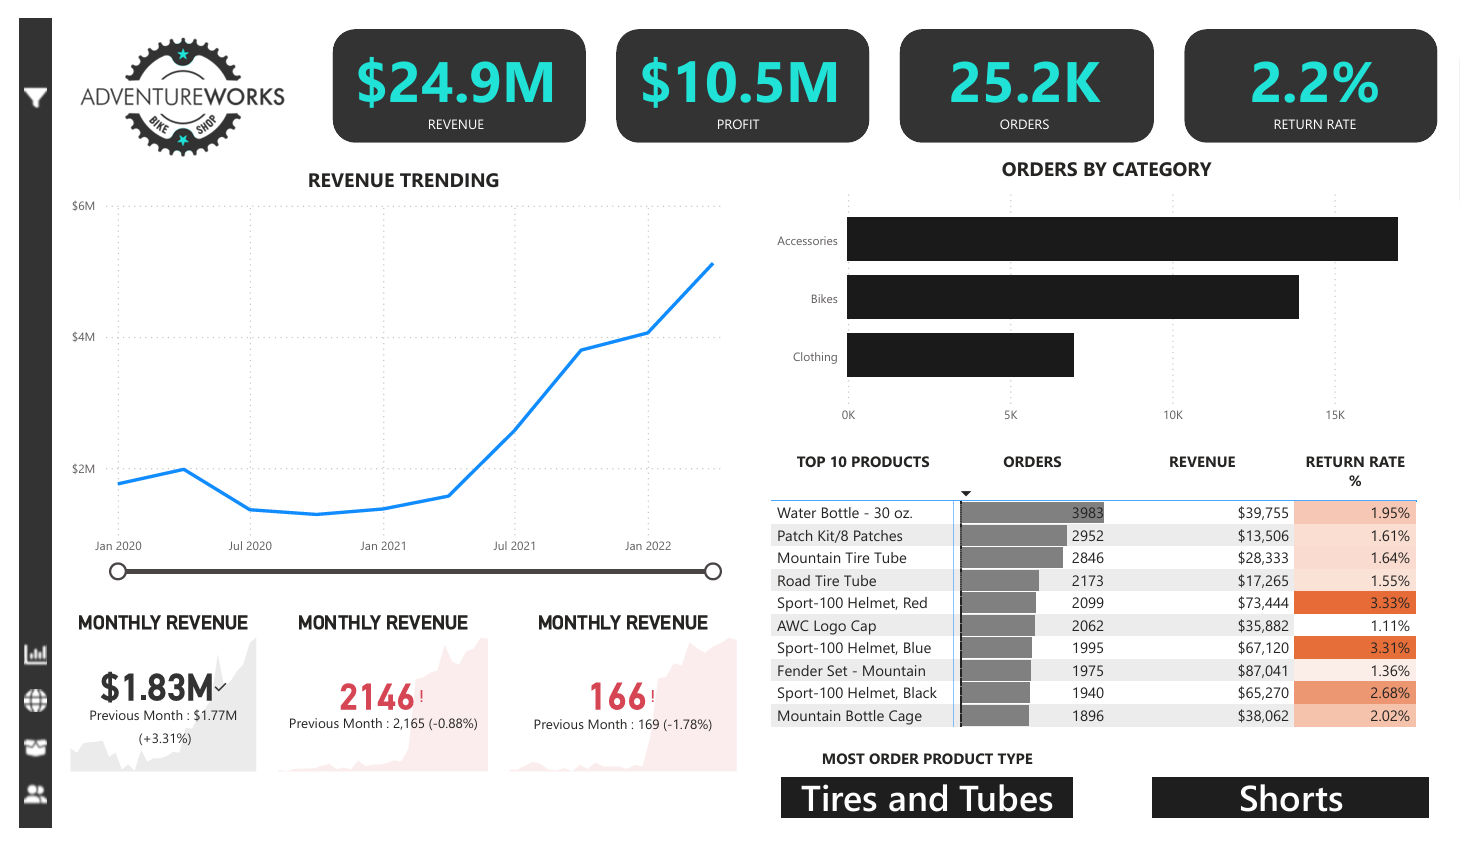 ADVENTUREWORKS
BIKE SHOP
$24.9M
REVENUE
$10.5M
PROFIT
25.2K
ORDERS
2.2%
RETURN RATE
REVENUE TRENDING
$6M
$4M
$2M
Jan 2020 Jul 2020 Jan 2021 Jul 2021 Jan 2022
ORDERS BY CATEGORY
Accessories
Bikes
Clothing
0K 5K 10K 15K
MONTHLY REVENUE
$1.83M
Previous Month : $1.77M
(+3.31%)
MONTHLY REVENUE
2146!
Previous Month : 2,165 (-0.88%)
MONTHLY REVENUE
166!
Previous Month : 169 (-1.78%)
TOP 10 PRODUCTS ORDERS REVENUE RETURN RATE
%
Water Bottle - 30 oz. 3983 $39,755 1.95%
Patch Kit/8 Patches 2952 $13,506 1.61%
Mountain Tire Tube 2846 $28,333 1.64%
Road Tire Tube 2173 $17,265 1.55%
Sport-100 Helmet, Red 2099 $73,444 3.33%
AWC Logo Cap 2062 $35,882 1.11%
Sport-100 Helmet, Blue 1995 $67,120 3.31%
Fender Set - Mountain 1975 $87,041 1.36%
Sport-100 Helmet, Black 1940 $65,270 2.68%
Mountain Bottle Cage 1896 $38,062 2.02%
MOST ORDER PRODUCT TYPE
Tires and Tubes
Shorts